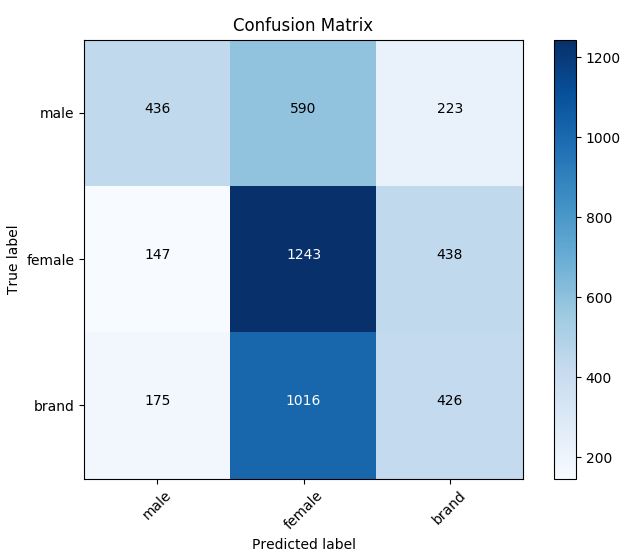 Confusion Matrix
True label
male
female
brand
436 590 223
147 1243 438
175 1016 426
male female brand
Predicted label
1200
1000
800
600
400
200